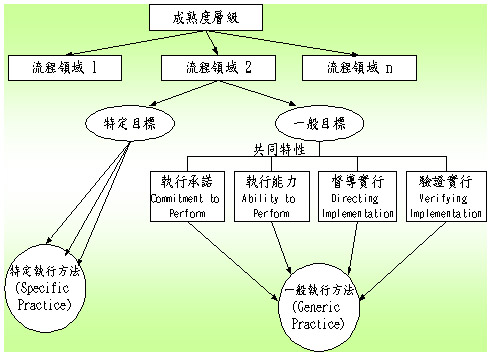 成熟度層級
流程領域 1
流程領域 2
流程領域 n
特定目標
一般目標
共同特性
執行承諾
Commitment to
Perform
執行能力
Ability to
Perform
督導實行
Directing
Implementation
驗證實行
Verifying
Implementation
特定執行方法
(Specific
Practice)
一般執行方法
(Generic
Practice)